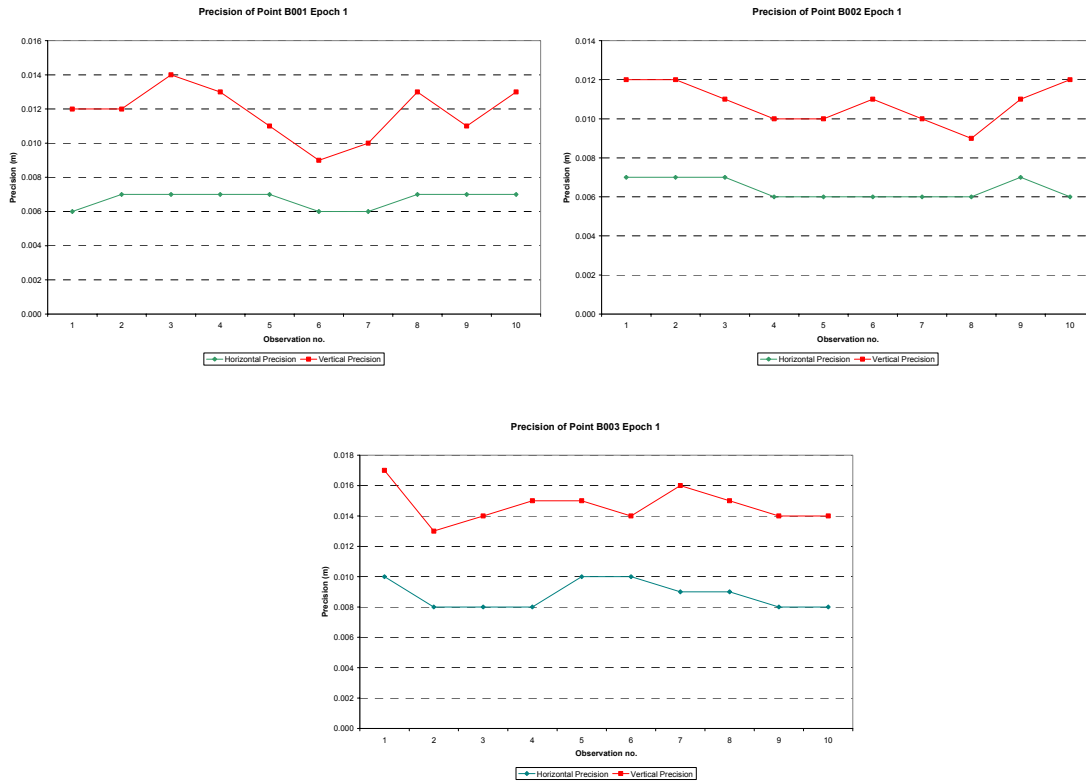 Precision of Point B001 Epoch 1
0.016
0.014
0.012
0.010
0.008
0.006
0.004
0.002
0.000
Precision (m)
1 2 3 4 5 6 7 8 9 10
Observation no.
Horizontal Precision Vertical Precision
Precision of Point B002 Epoch 1
0.014
0.012
0.010
0.008
0.006
0.004
0.002
0.000
Precision (m)
1 2 3 4 5 6 7 8 9 10
Observation no.
Horizontal Precision Vertical Precision
Precision of Point B003 Epoch 1
0.018
0.016
0.014
0.012
0.010
0.008
0.006
0.004
0.002
0.000
Precision (m)
1 2 3 4 5 6 7 8 9 10
Observation no.
Horizontal Precision Vertical Precision